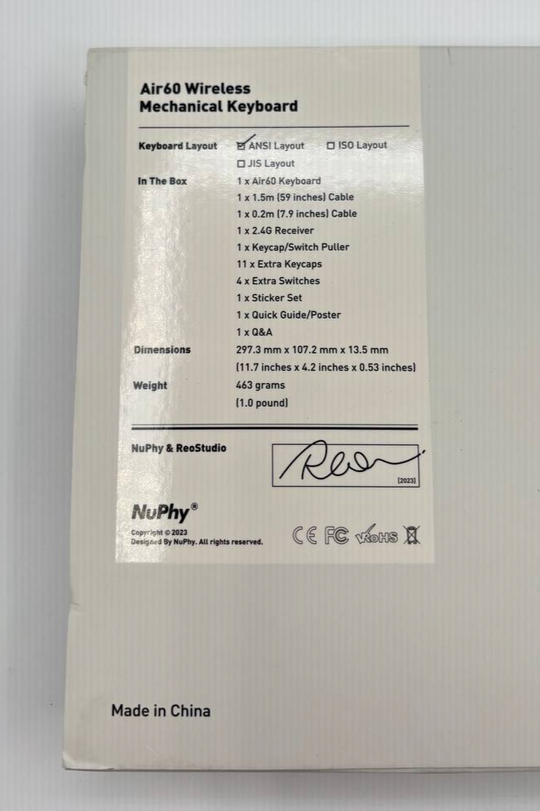 Air60 Wireless
Mechanical Keyboard
Keyboard Layout ☑ ANSI Layout ☐ ISO Layout
☐ JIS Layout
In The Box 1 x Air60 Keyboard
1 x 1.5m (59 inches) Cable
1 x 0.2m (7.9 inches) Cable
1 x 2.4G Receiver
1 x Keycap/Switch Puller
11 x Extra Keycaps
4 x Extra Switches
1 x Sticker Set
1 x Quick Guide/Poster
1 x Q&A
Dimensions 297.3 mm x 107.2 mm x 13.5 mm
(11.7 inches x 4.2 inches x 0.53 inches)
Weight 463 grams
(1.0 pound)
NuPhy & ReoStudio
Reo
[2023]
NuPhy®
Copyright © 2023
Designed By NuPhy. All rights reserved.
CE FC RoHS
Made in China